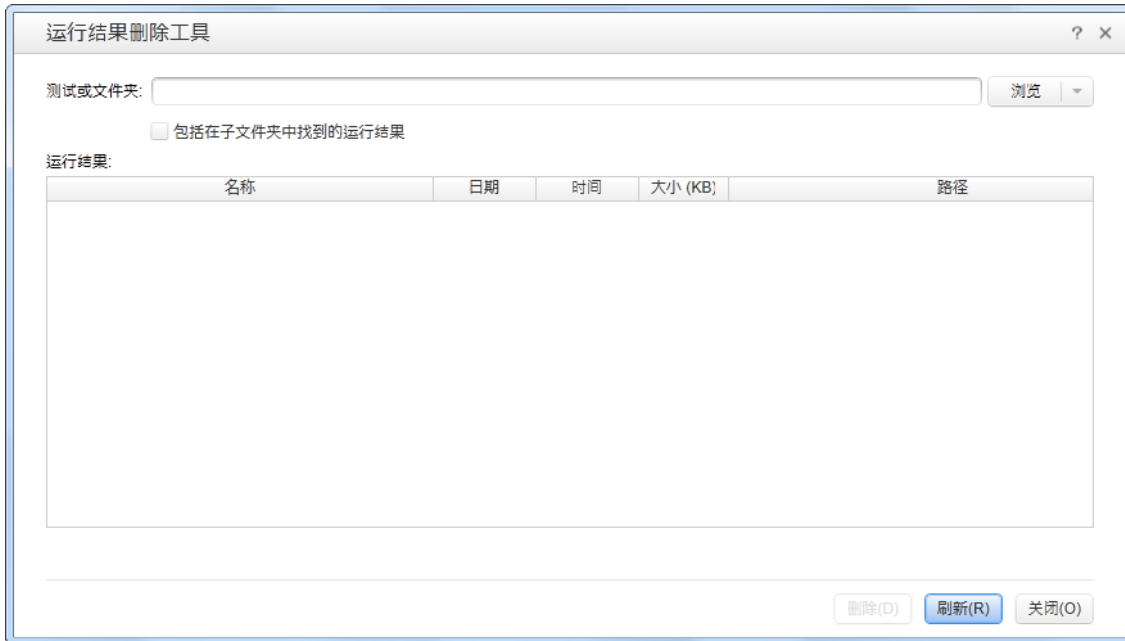 运行结果删除工具
测试或文件夹: 浏览
包括在子文件夹中找到的运行结果
运行结果:
名称 日期 时间 大小 (KB) 路径
删除(D) 刷新(R) 关闭(O)